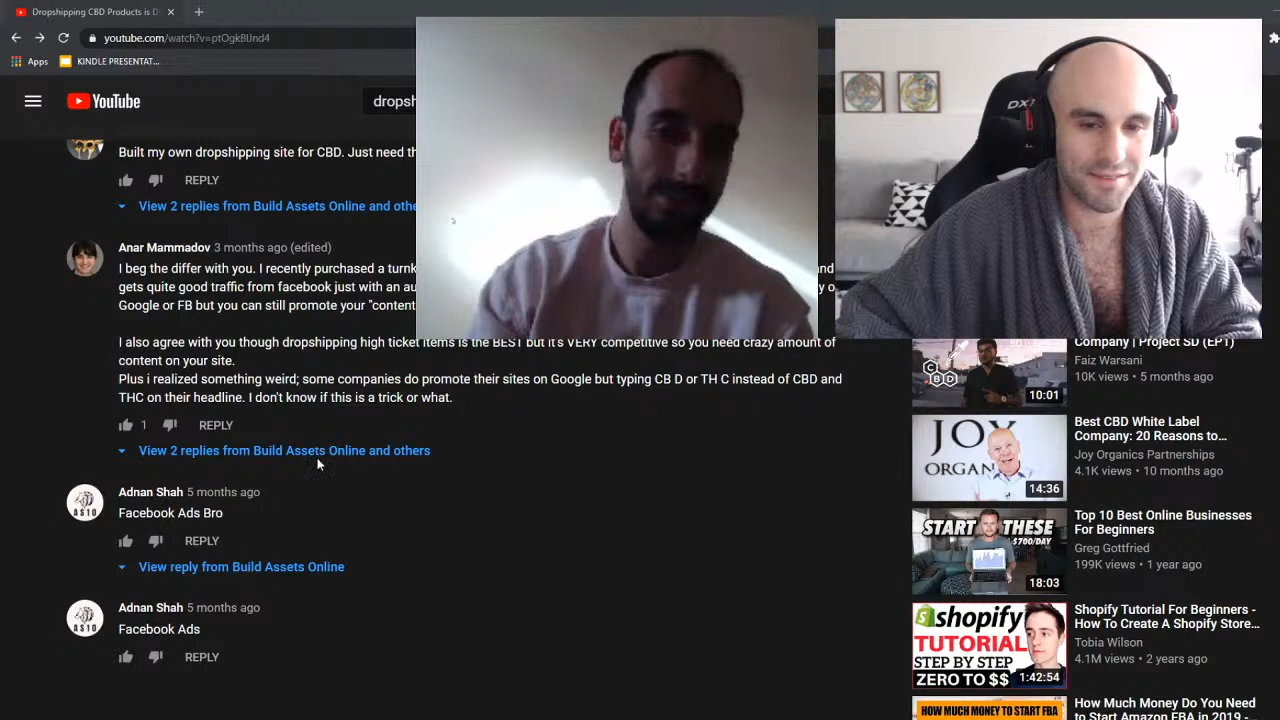 Dropshipping CBD Products is D
youtube.com/watch?v=ptOgkBlJnd4
Apps
KINDLE PRESENTAT...
YouTube
dropsh
Built my own dropshipping site for CBD. Just need th
REPLY
View 2 replies from Build Assets Online and othe
Anar Mammadov 3 months ago (edited)
I beg the differ with you. I recently purchased a turnk and
gets quite good traffic from facebook just with an au y o
Google or FB but you can still promote your "content
I also agree with you though dropshipping high ticket items is the BEST but it's VERY competitive so you need crazy amount of
content on your site.
Plus i realized something weird; some companies do promote their sites on Google but typing CB D or TH C instead of CBD and
THC on their headline. I don't know if this is a trick or what.
1 REPLY
View 2 replies from Build Assets Online and others
Adnan Shah 5 months ago
AS10
Facebook Ads Bro
REPLY
View reply from Build Assets Online
Adnan Shah 5 months ago
AS10
Facebook Ads
REPLY
DX
Company | Project SD (EP1)
Faiz Warsani
10K views • 5 months ago
CBD
10:01
Best CBD White Label
Company: 20 Reasons to...
Joy Organics Partnerships
4.1K views • 10 months ago
JOY
ORGAN
14:36
Top 10 Best Online Businesses
For Beginners
Greg Gottfried
199K views • 1 year ago
START THESE
$700/DAY
18:03
Shopify Tutorial For Beginners -
How To Create A Shopify Store...
Tobia Wilson
4.1M views • 2 years ago
shopify
TUTORIAL
STEP BY STEP
ZERO TO $$
1:42:54
How Much Money Do You Need
to Start Amazon FBA In 2019 -
HOW MUCH MONEY TO START FBA